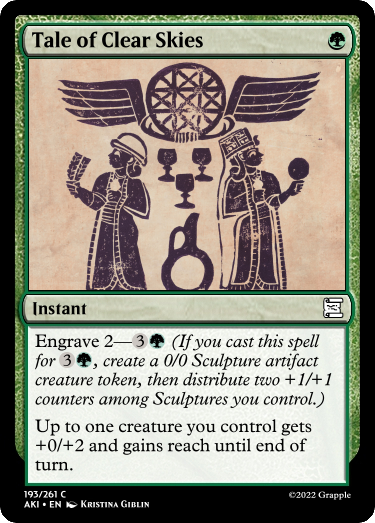 Tale of Clear Skies
Instant
Engrave 2—3 (If you cast this spell
for 3, create a 0/0 Sculpture artifact
creature token, then distribute two +1/+1
counters among Sculptures you control.)
Up to one creature you control gets
+0/+2 and gains reach until end of
turn.
193/261 C
AKI • EN Kristina Giblin
©2022 Grapple